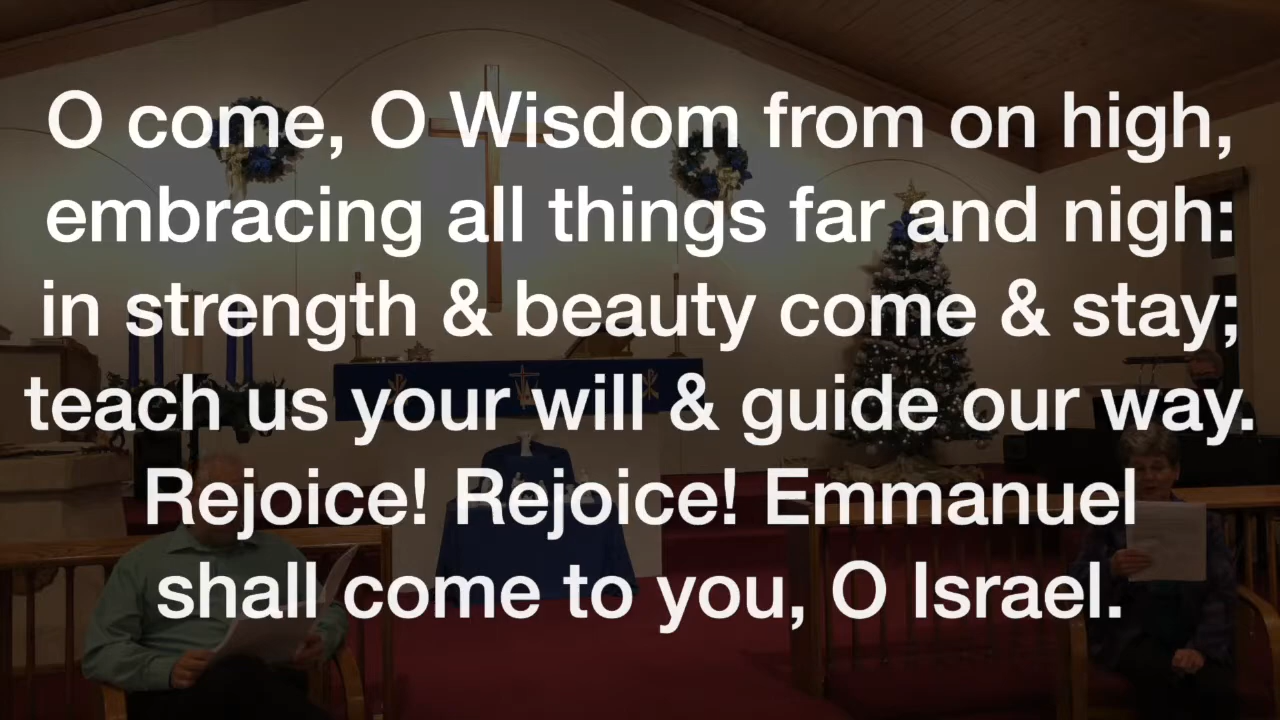 O come, O Wisdom from on high,
embracing all things far and nigh:
in strength & beauty come & stay;
teach us your will & guide our way.
Rejoice! Rejoice! Emmanuel
shall come to you, O Israel.